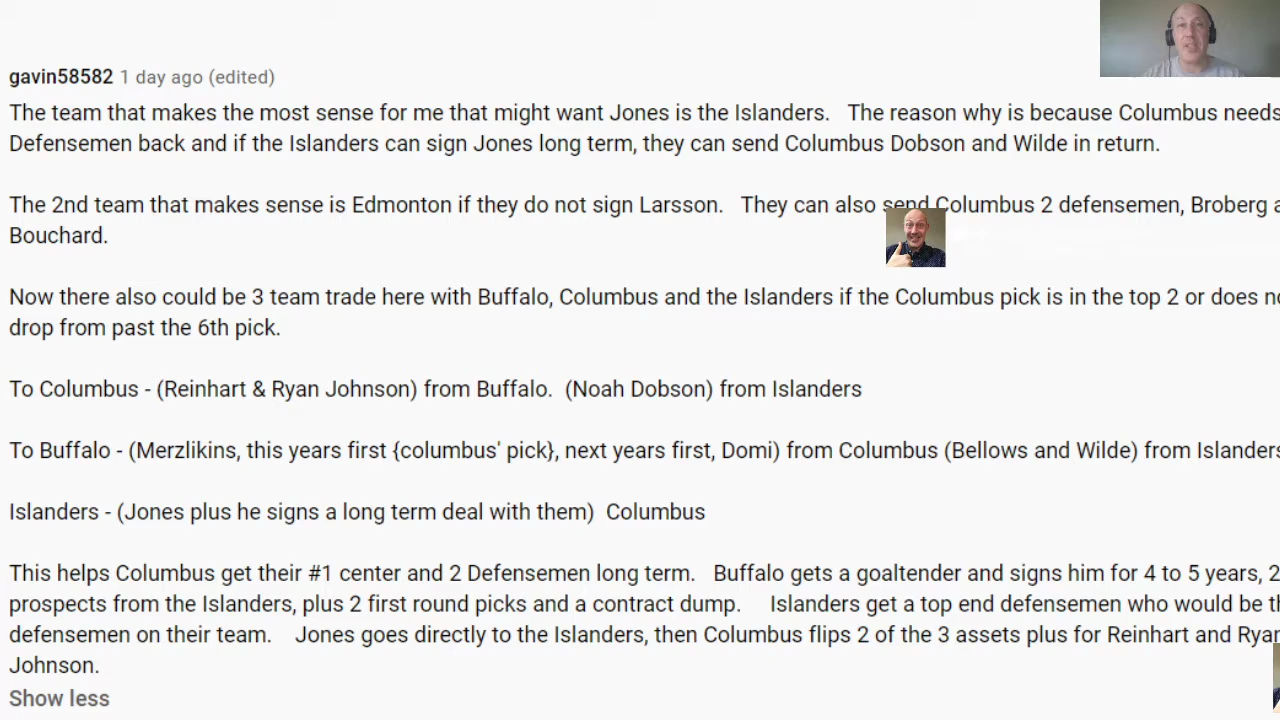 gavin58582 1 day ago (edited)
The team that makes the most sense for me that might want Jones is the Islanders. The reason why is because Columbus needs
Defensemen back and if the Islanders can sign Jones long term, they can send Columbus Dobson and Wilde in return.
The 2nd team that makes sense is Edmonton if they do not sign Larsson. They can also send Columbus 2 defensemen, Broberg
Bouchard.
Now there also could be 3 team trade here with Buffalo, Columbus and the Islanders if the Columbus pick is in the top 2 or does
drop from past the 6th pick.
To Columbus - (Reinhart & Ryan Johnson) from Buffalo. (Noah Dobson) from Islanders
To Buffalo - (Merzlikins, this years first {columbus' pick}, next years first, Domi) from Columbus (Bellows and Wilde) from Islanders
Islanders - (Jones plus he signs a long term deal with them) Columbus
This helps Columbus get their #1 center and 2 Defensemen long term. Buffalo gets a goaltender and signs him for 4 to 5 years, 2
prospects from the Islanders, plus 2 first round picks and a contract dump. Islanders get a top end defensemen who would be
defensemen on their team. Jones goes directly to the Islanders, then Columbus flips 2 of the 3 assets plus for Reinhart and Ryan
Johnson.
Show less